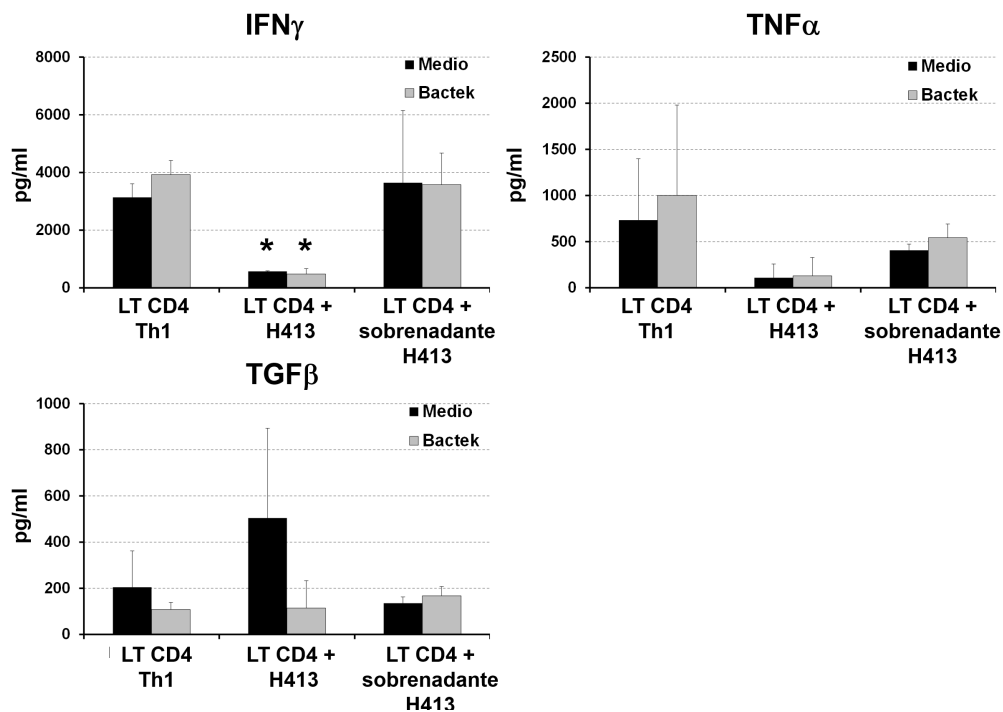 IFNγ
8000
6000
4000
2000
0
pg/ml
Medio
Bactek
*
*
LT CD4
Th1
LT CD4 +
H413
LT CD4 +
sobrenadante
H413
TNFα
2500
2000
1500
1000
500
0
pg/ml
Medio
Bactek
LT CD4
Th1
LT CD4 +
H413
LT CD4 +
sobrenadante
H413
TGFβ
1000
800
600
400
200
0
pg/ml
Medio
Bactek
LT CD4
Th1
LT CD4 +
H413
LT CD4 +
sobrenadante
H413